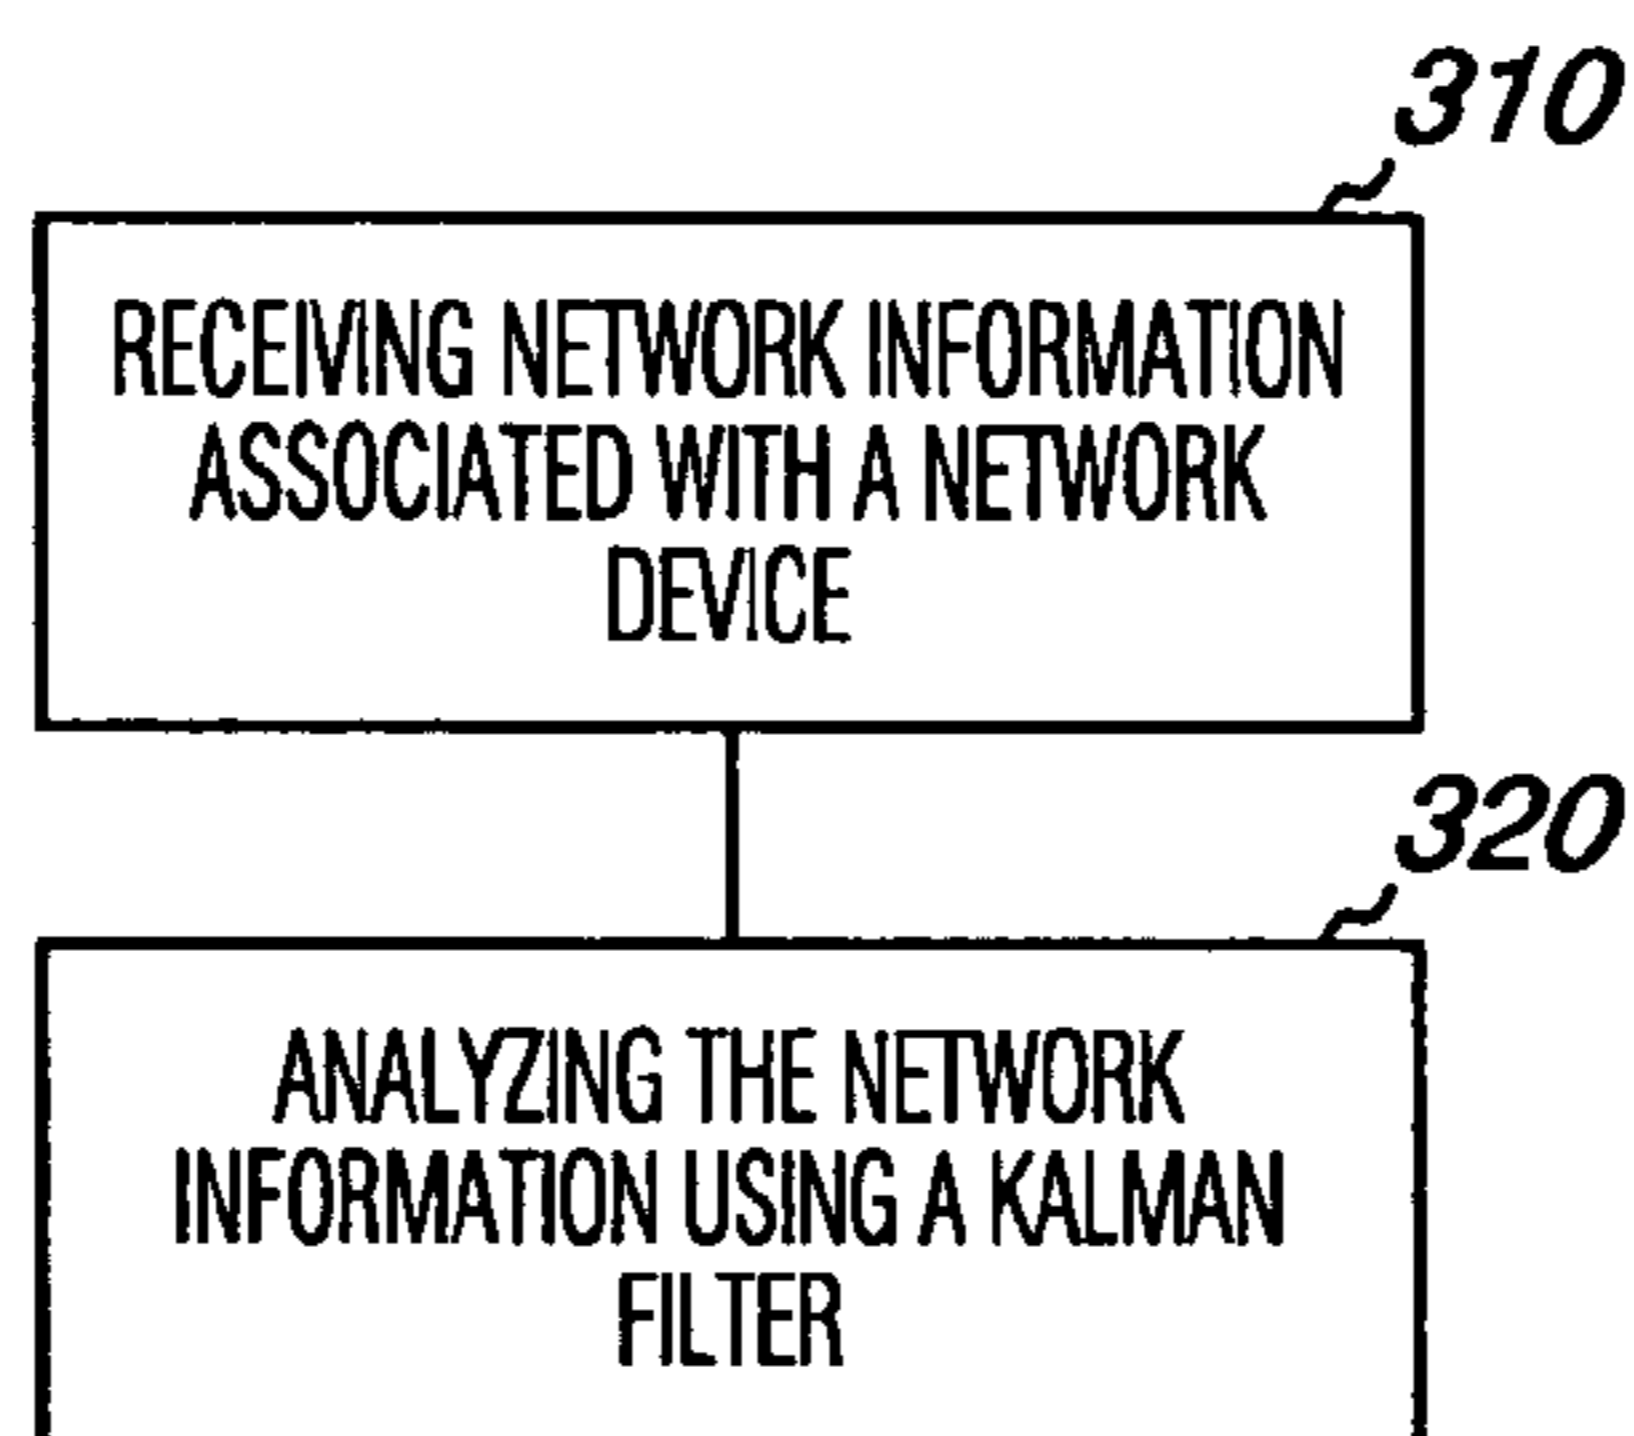 310
RECEIVING NETWORK INFORMATION
ASSOCIATED WITH A NETWORK
DEVICE
320
ANALYZING THE NETWORK
INFORMATION USING A KALMAN
FILTER